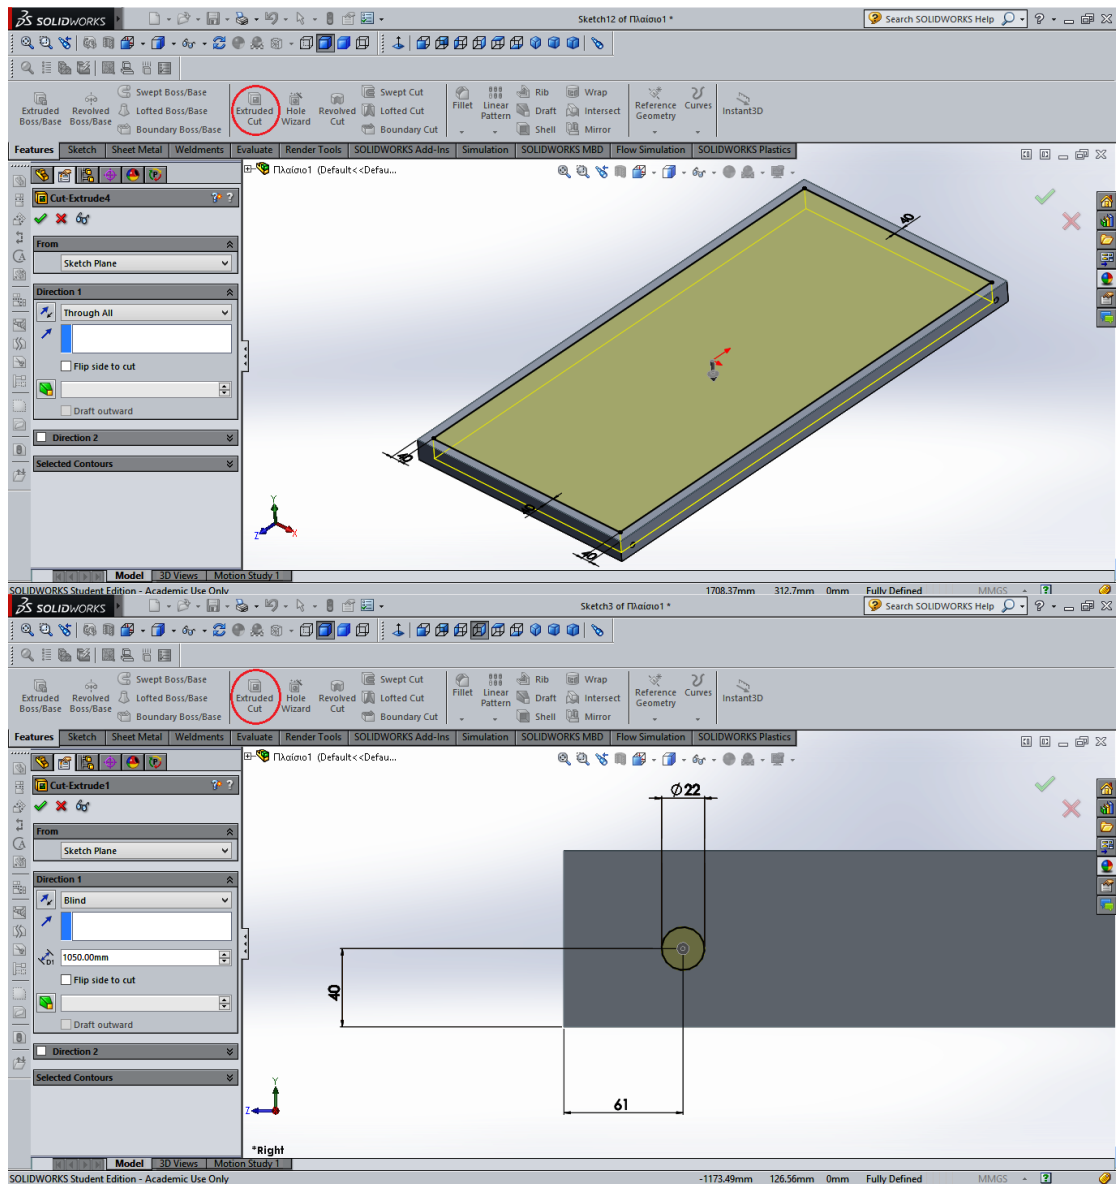 SOLIDWORKS
Sketch12 of Πλαίσιο1 *
Search SOLIDWORKS Help
Extruded Boss/Base
Revolved Boss/Base
Swept Boss/Base
Lofted Boss/Base
Boundary Boss/Base
Extruded Cut
Hole Wizard
Revolved Cut
Swept Cut
Lofted Cut
Boundary Cut
Fillet
Linear Pattern
Rib
Draft
Shell
Wrap
Intersect
Mirror
Reference Geometry
Curves
Instant3D
Features Sketch Sheet Metal Weldments Evaluate Render Tools SOLIDWORKS Add-Ins Simulation SOLIDWORKS MBD Flow Simulation SOLIDWORKS Plastics
Πλαίσιο1 (Default<<Defau...
Cut-Extrude4
From
Sketch Plane
Direction 1
Through All
Flip side to cut
Draft outward
Direction 2
Selected Contours
40
40
40
40
Y
Z
X
Model 3D Views Motion Study 1
SOLIDWORKS Student Edition - Academic Use Only 1708.37mm 312.7mm 0mm Fully Defined MMGS
SOLIDWORKS
Sketch3 of Πλαίσιο1 *
Search SOLIDWORKS Help
Extruded Boss/Base
Revolved Boss/Base
Swept Boss/Base
Lofted Boss/Base
Boundary Boss/Base
Extruded Cut
Hole Wizard
Revolved Cut
Swept Cut
Lofted Cut
Boundary Cut
Fillet
Linear Pattern
Rib
Draft
Shell
Wrap
Intersect
Mirror
Reference Geometry
Curves
Instant3D
Features Sketch Sheet Metal Weldments Evaluate Render Tools SOLIDWORKS Add-Ins Simulation SOLIDWORKS MBD Flow Simulation SOLIDWORKS Plastics
Πλαίσιο1 (Default<<Defau...
Cut-Extrude1
From
Sketch Plane
Direction 1
Blind
D1
1050.00mm
Flip side to cut
Draft outward
Direction 2
Selected Contours
Ø22
40
61
Y
Z
*Right
Model 3D Views Motion Study 1
SOLIDWORKS Student Edition - Academic Use Only -1173.49mm 126.56mm 0mm Fully Defined MMGS